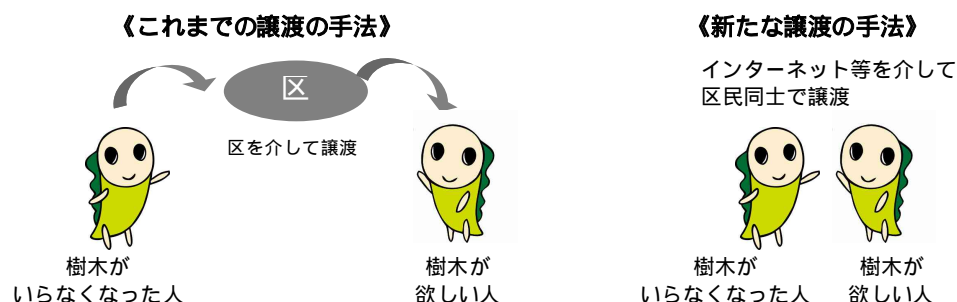 《これまでの譲渡の手法》
区
区を介して譲渡
樹木が
いらなくなった人
樹木が
欲しい人
《新たな譲渡の手法》
インターネット等を介して
区民同士で譲渡
樹木が
いらなくなった人
樹木が
欲しい人